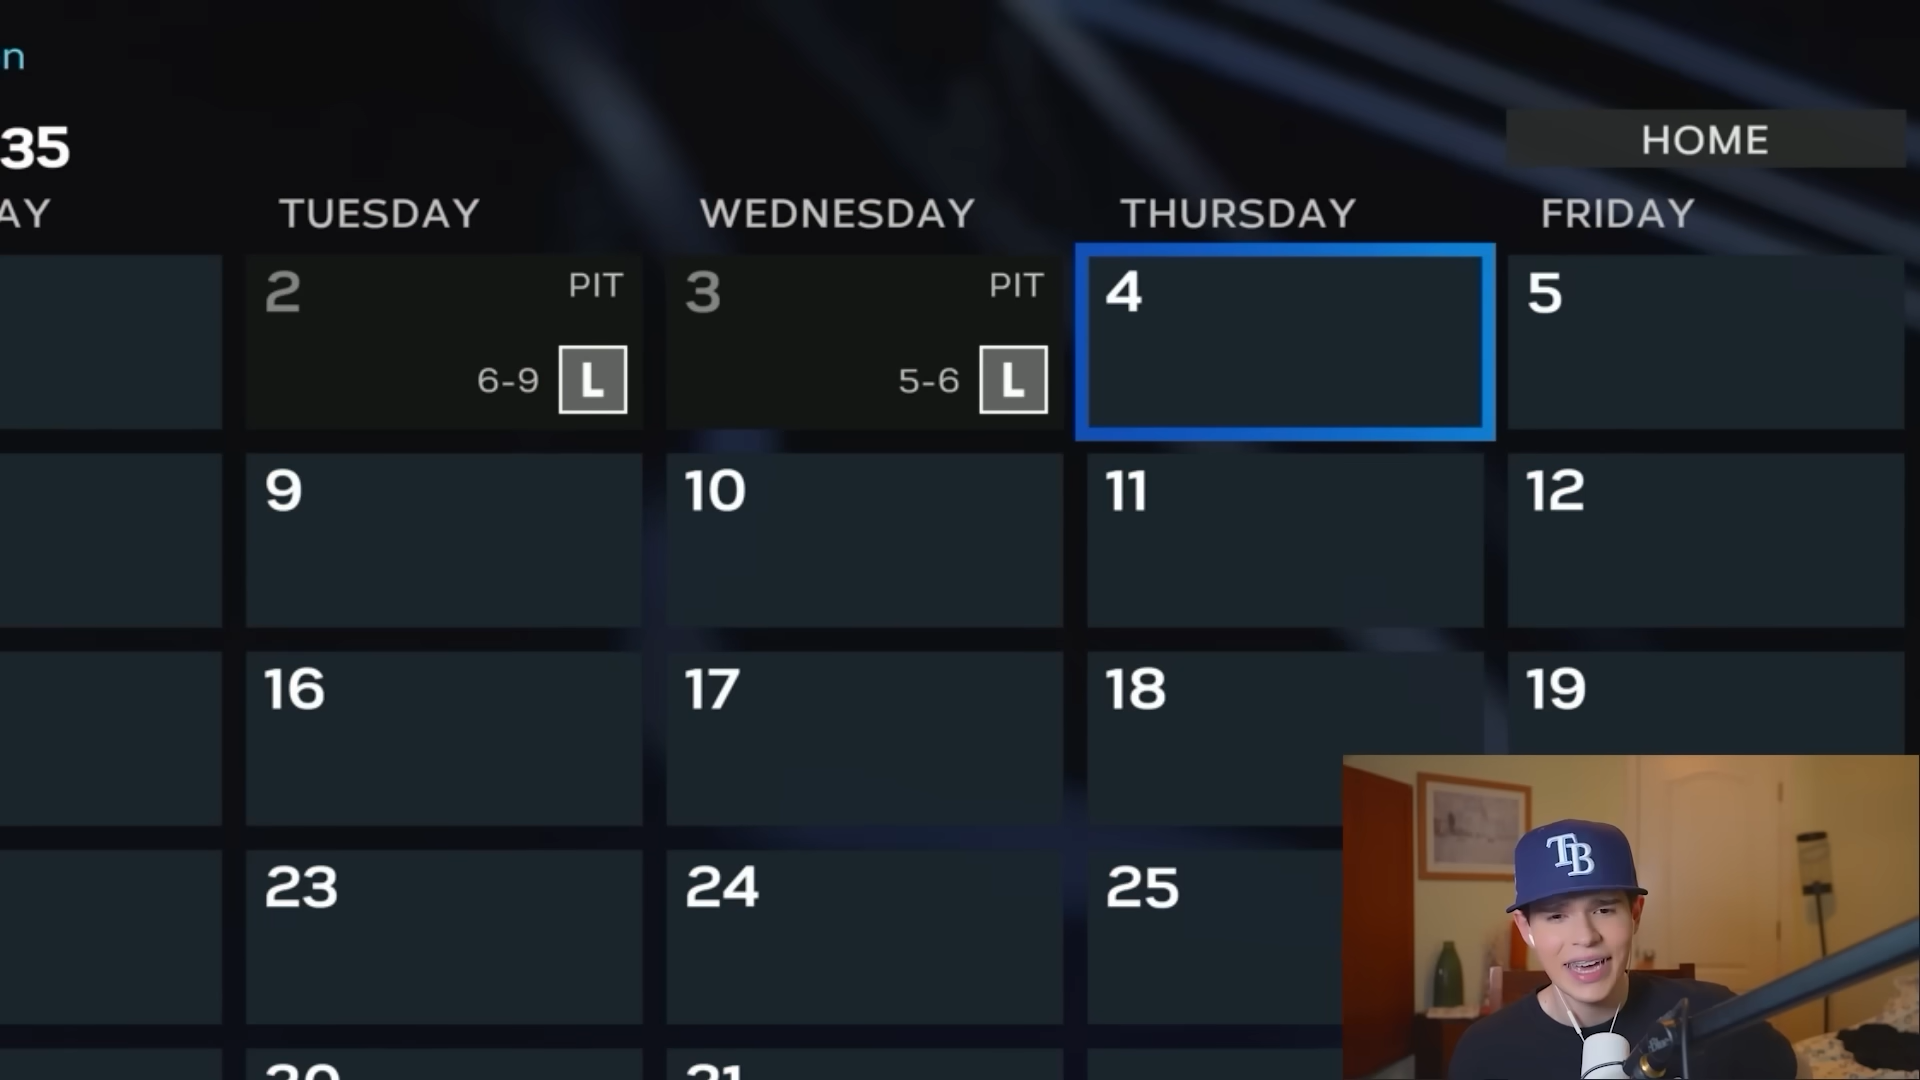 n
35
HOME
AY TUESDAY WEDNESDAY THURSDAY FRIDAY
2 PIT 3 PIT 4 5
6-9 L 5-6 L
9 10 11 12
16 17 18 19
TB
23 24 25